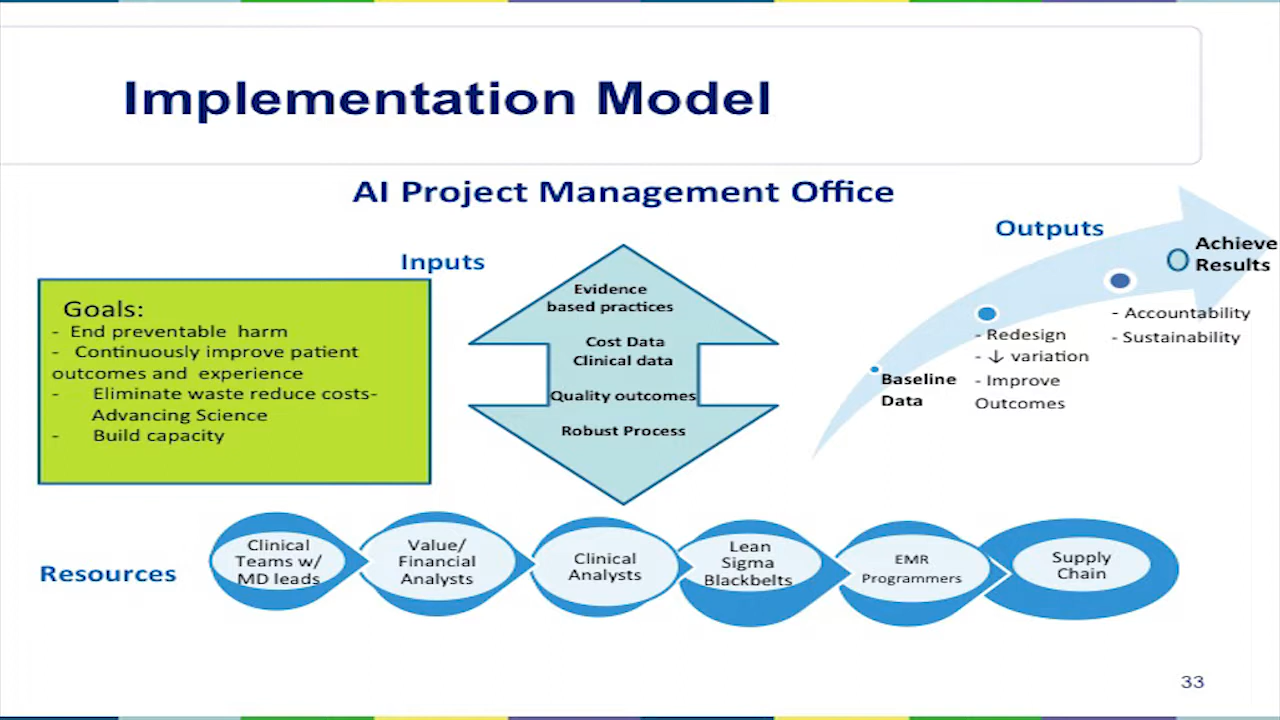 Implementation Model
AI Project Management Office
Inputs
Goals:
- End preventable harm
- Continuously improve patient
outcomes and experience
- Eliminate waste reduce costs-
Advancing Science
- Build capacity
Evidence
based practices
Cost Data
Clinical data
Quality outcomes
Robust Process
Outputs
Achieve
Results
- Accountability
- Sustainability
- Redesign
- ↓ variation
- Improve
Outcomes
Baseline
Data
Resources
Clinical
Teams w/
MD leads
Value/
Financial
Analysts
Clinical
Analysts
Lean
Sigma
Blackbelts
EMR
Programmers
Supply
Chain
33